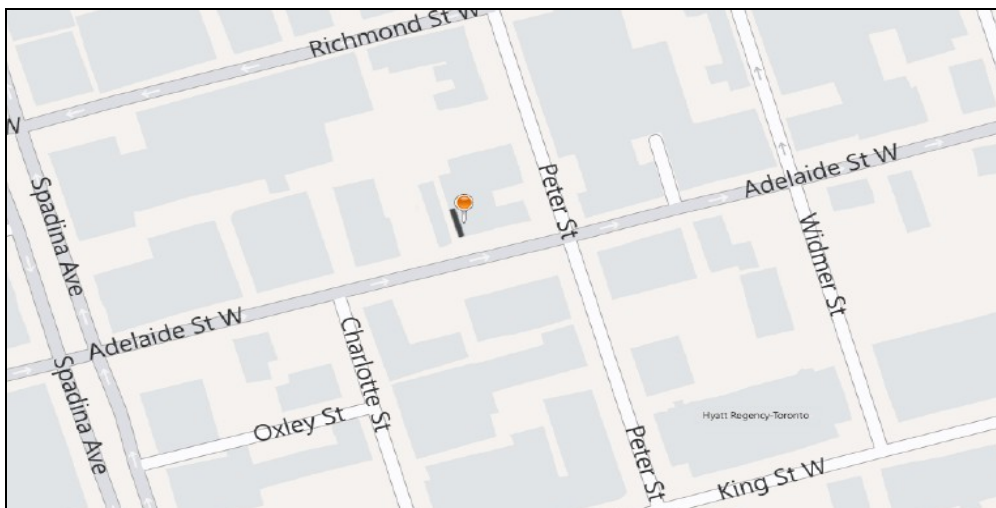 Richmond St W
W
Adelaide St W
Spadina Ave
Peter St
Widmer St
Adelaide St W
Charlotte St
Spadina Ave
Oxley St
Hyatt Regency-Toronto
Peter St
King St W